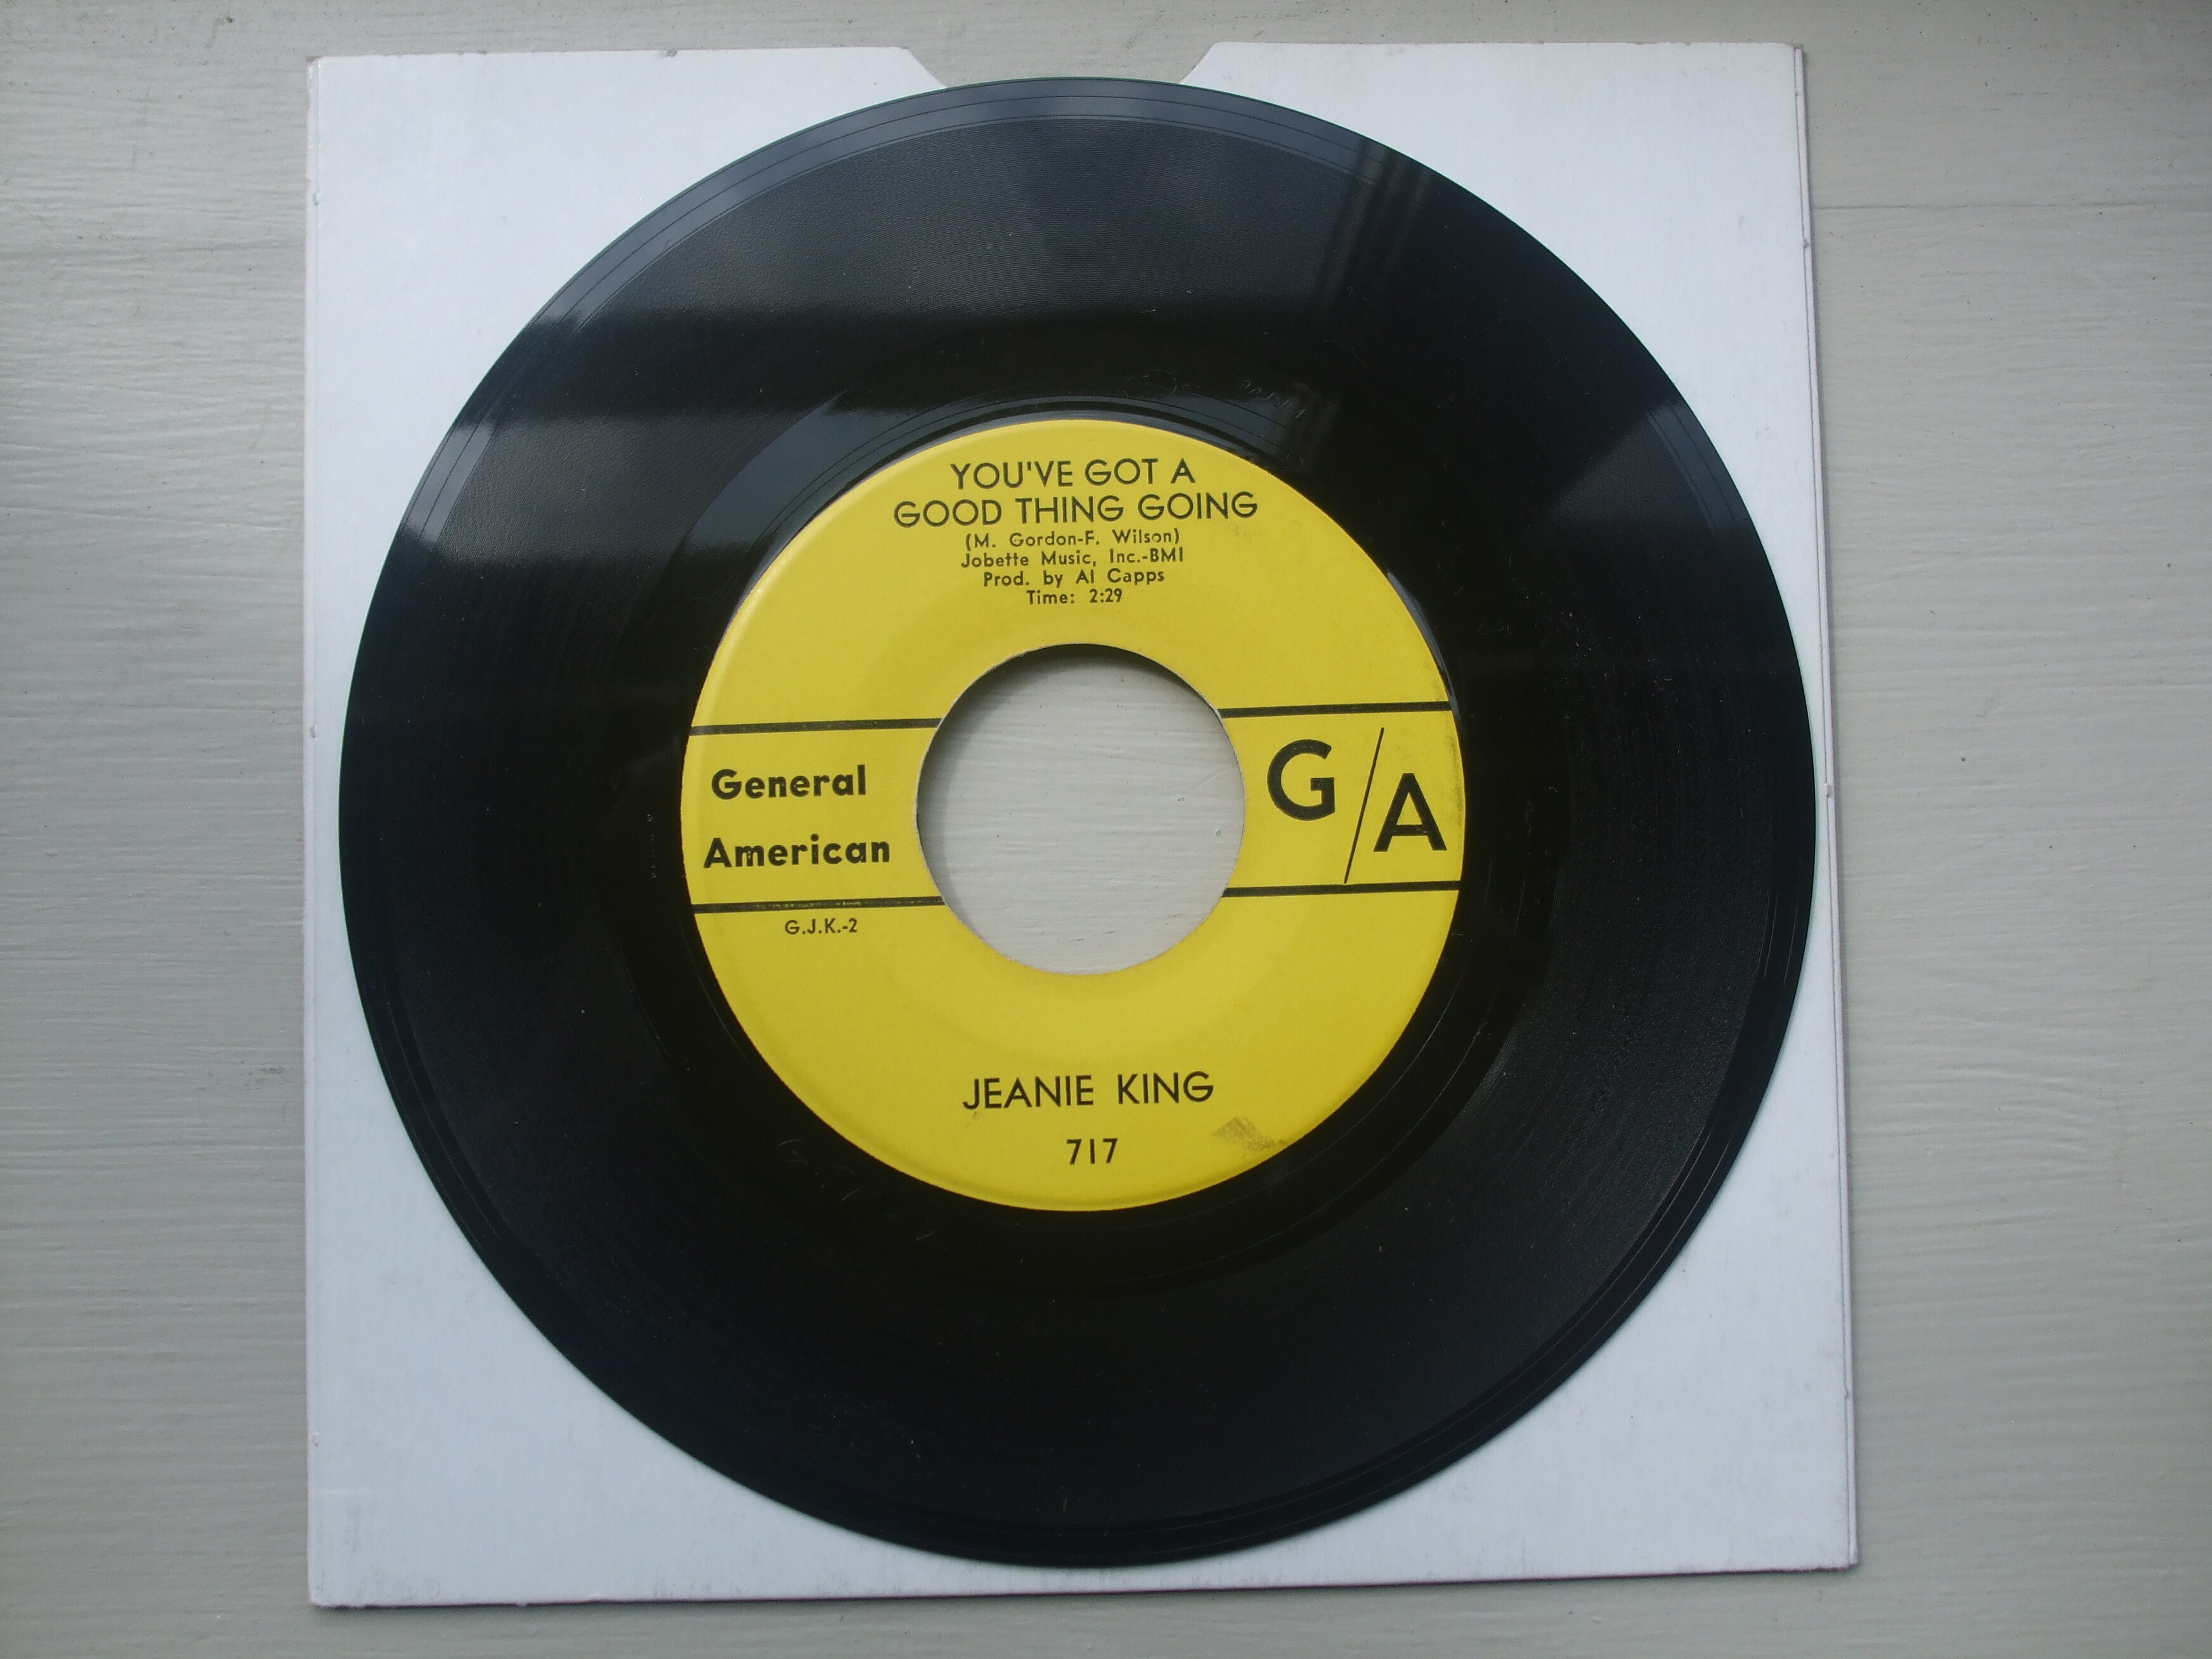 YOU'VE GOT A
GOOD THING GOING
(M. Gordon-F. Wilson)
Jobette Music, Inc.-BMI
Prod. by Al Capps
Time: 2:29
General
American
G/A
G.J.K.-2
JEANIE KING
717